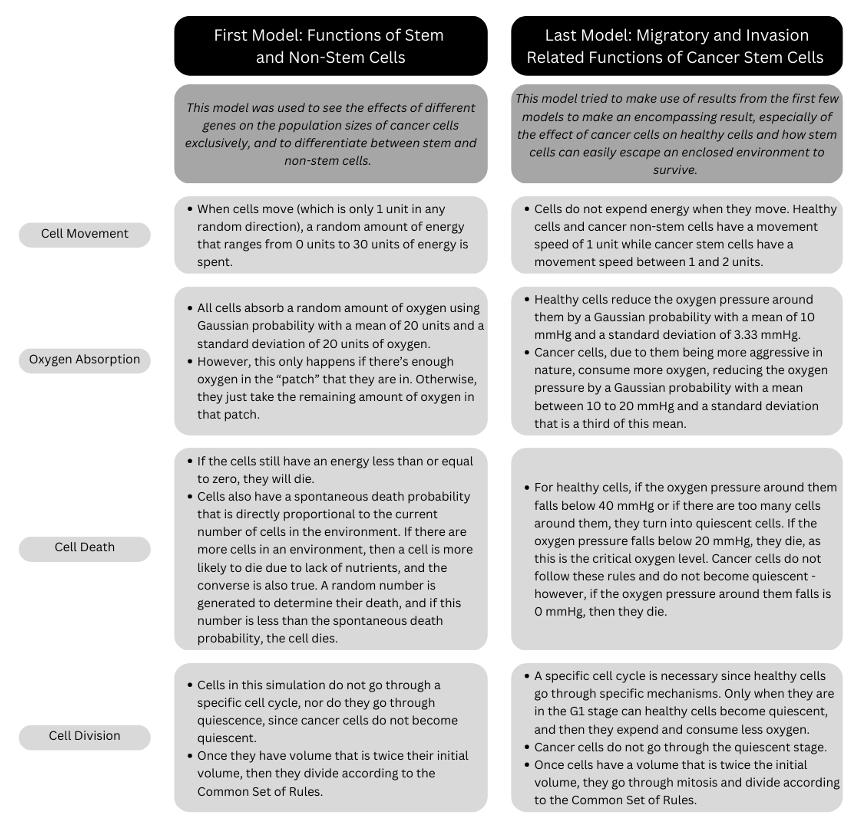 First Model: Functions of Stem
and Non-Stem Cells
Last Model: Migratory and Invasion
Related Functions of Cancer Stem Cells
This model was used to see the effects of different
genes on the population sizes of cancer cells
exclusively, and to differentiate between stem and
non-stem cells.
This model tried to make use of results from the first few
models to make an encompassing result, especially of
the effect of cancer cells on healthy cells and how stem
cells can easily escape an enclosed environment to
survive.
Cell Movement
• When cells move (which is only 1 unit in any
random direction), a random amount of energy
that ranges from 0 units to 30 units of energy is
spent.
• Cells do not expend energy when they move. Healthy
cells and cancer non-stem cells have a movement
speed of 1 unit while cancer stem cells have a
movement speed between 1 and 2 units.
Oxygen Absorption
• All cells absorb a random amount of oxygen using
Gaussian probability with a mean of 20 units and a
standard deviation of 20 units of oxygen.
• However, this only happens if there's enough
oxygen in the "patch" that they are in. Otherwise,
they just take the remaining amount of oxygen in
that patch.
• Healthy cells reduce the oxygen pressure around
them by a Gaussian probability with a mean of 10
mmHg and a standard deviation of 3.33 mmHg.
• Cancer cells, due to them being more aggressive in
nature, consume more oxygen, reducing the oxygen
pressure by a Gaussian probability with a mean
between 10 to 20 mmHg and a standard deviation
that is a third of this mean.
Cell Death
• If the cells still have an energy less than or equal
to zero, they will die.
• Cells also have a spontaneous death probability
that is directly proportional to the current
number of cells in the environment. If there are
more cells in an environment, then a cell is more
likely to die due to lack of nutrients, and the
converse is also true. A random number is
generated to determine their death, and if this
number is less than the spontaneous death
probability, the cell dies.
• For healthy cells, if the oxygen pressure around them
falls below 40 mmHg or if there are too many cells
around them, they turn into quiescent cells. If the
oxygen pressure falls below 20 mmHg, they die, as
this is the critical oxygen level. Cancer cells do not
follow these rules and do not become quiescent -
however, if the oxygen pressure around them falls is
0 mmHg, then they die.
Cell Division
• Cells in this simulation do not go through a
specific cell cycle, nor do they go through
quiescence, since cancer cells do not become
quiescent.
• Once they have volume that is twice their initial
volume, then they divide according to the
Common Set of Rules.
• A specific cell cycle is necessary since healthy cells
go through specific mechanisms. Only when they are
in the G1 stage can healthy cells become quiescent,
and then they expend and consume less oxygen.
• Cancer cells do not go through the quiescent stage.
• Once cells have a volume that is twice the initial
volume, they go through mitosis and divide according
to the Common Set of Rules.